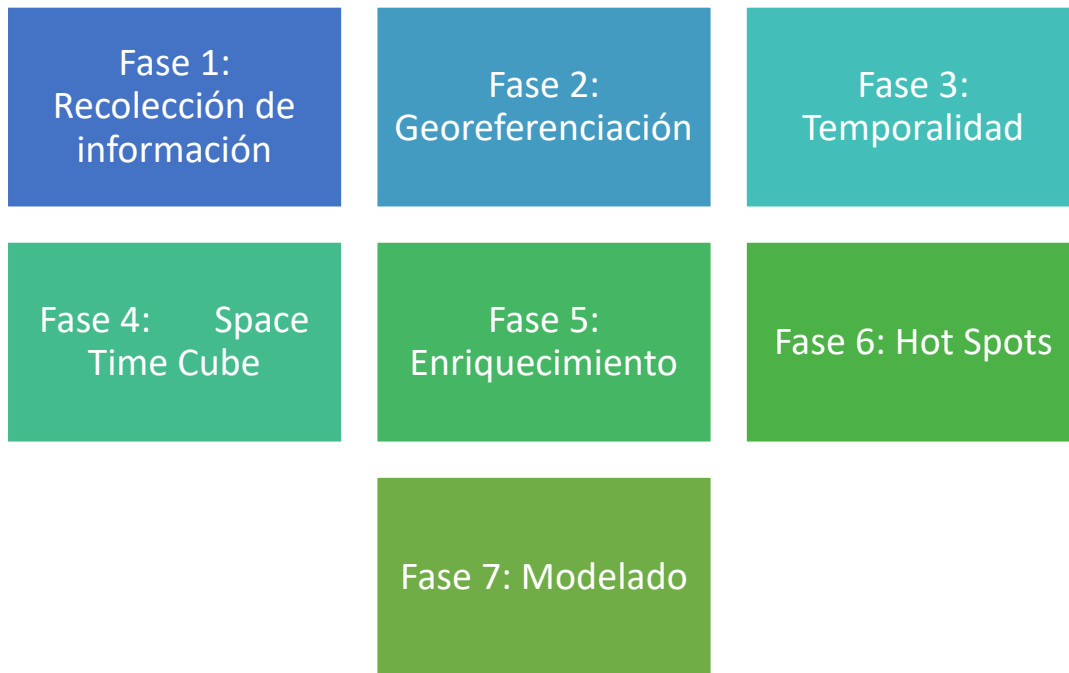 Fase 1:
Recolección de
información
Fase 2:
Georeferenciación
Fase 3:
Temporalidad
Fase 4: Space
Time Cube
Fase 5:
Enriquecimiento
Fase 6: Hot Spots
Fase 7: Modelado